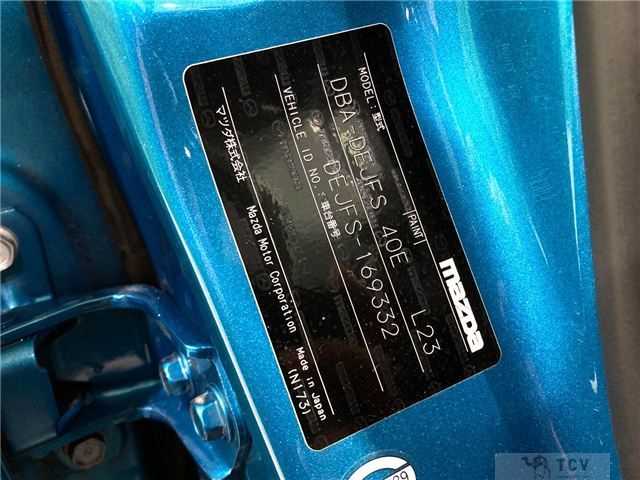 mazda
MODEL:型式 |PAINT|
DBA-DEJFS 40E L23
DEJFS-169332
VEHICLE ID NO.:車台番号
マツダ株式会社 Mazda Motor Corporation Made in Japan
(N173)
29
TCV